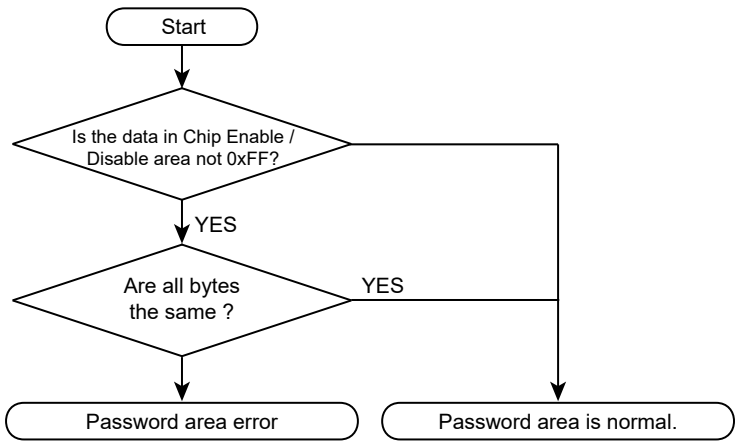 Start
Is the data in Chip Enable /
Disable area not 0xFF?
YES
Are all bytes
the same ?
YES
Password area error
Password area is normal.